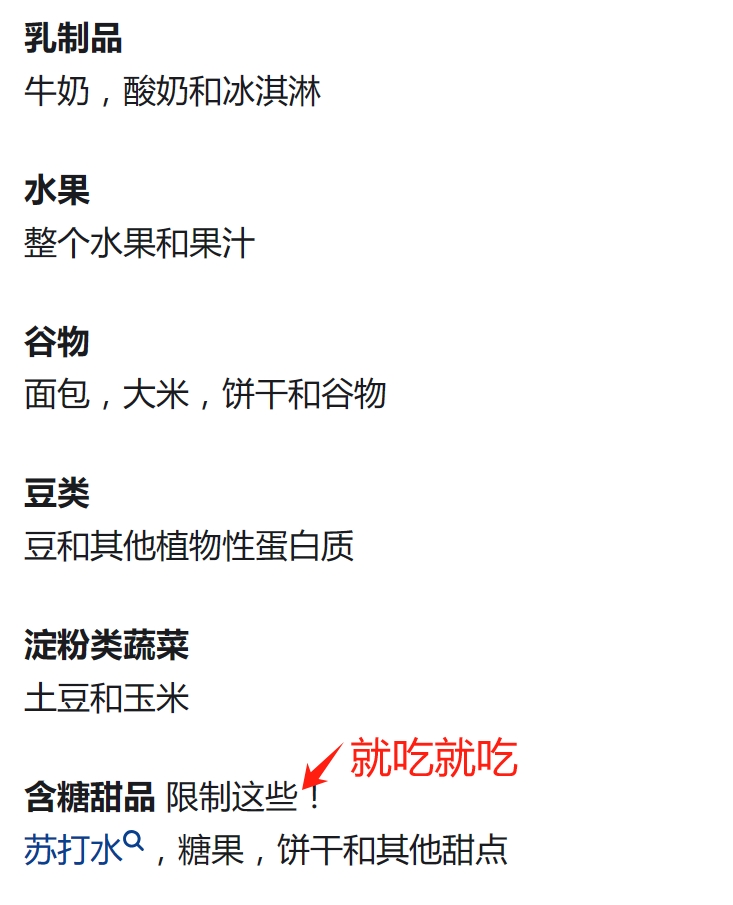 乳制品
牛奶，酸奶和冰淇淋
水果
整个水果和果汁
谷物
面包，大米，饼干和谷物
豆类
豆和其他植物性蛋白质
淀粉类蔬菜
土豆和玉米
就吃就吃
含糖甜品 限制这些！
苏打水，糖果，饼干和其他甜点